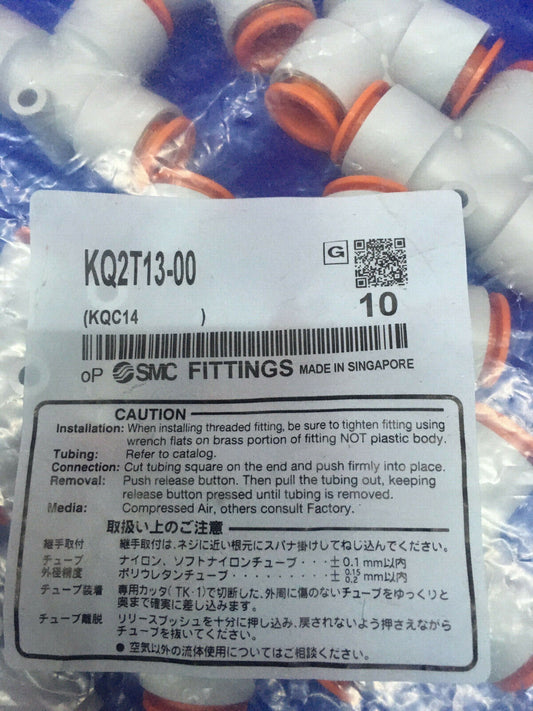 KQ2T13-00
G
(KQC14 )
10
oP SMC FITTINGS MADE IN SINGAPORE
CAUTION
Installation: When installing threaded fitting, be sure to tighten fitting using
wrench flats on brass portion of fitting NOT plastic body.
Tubing: Refer to catalog.
Connection: Cut tubing square on the end and push firmly into place.
Removal: Push release button. Then pull the tubing out, keeping
release button pressed until tubing is removed.
Media: Compressed Air, others consult Factory.
取扱い上のご注意
継手取付 継手取付は、ネジに近い根元にスパナ掛けしてねじ込んでください。
チューブ ナイロン、ソフトナイロンチューブ・・・± 0.1 mm以内
外径精度 ポリウレタンチューブ・・・・・・・・・± 0.15 0.2 mm以内
チューブ装着 専用カッタ(TK-1)で切断した、外周に傷のないチューブをゆっくりと
奥まで確実に差し込みます。
チューブ離脱 リリースブッシュを十分に押し込み、戻されないよう押さえながら
チューブを抜いてください。
● 空気以外の流体使用についてはご相談ください。